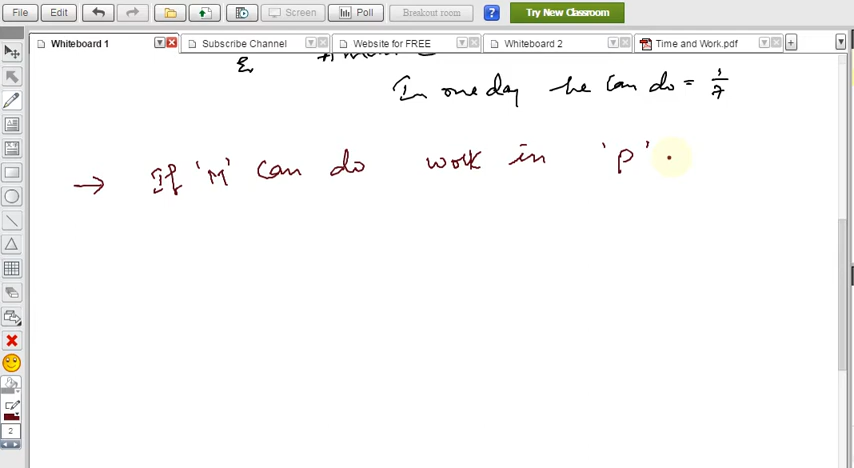 File Edit Screen Poll Breakout room ? Try New Classroom
Whiteboard 1 Subscribe Channel Website for FREE Whiteboard 2 Time and Work.pdf
In one day he can do = 1/7
→ If 'M' can do work in 'P'
2